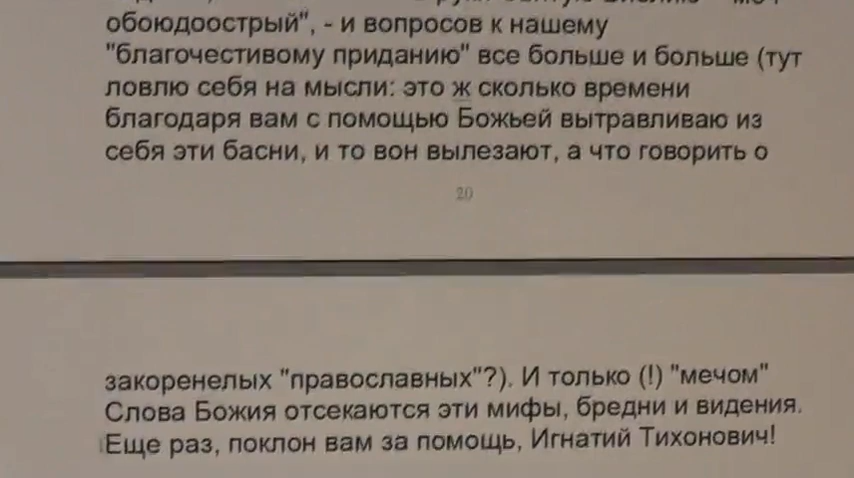 обоюдоострый", - и вопросов к нашему
"благочестивому приданию" все больше и больше (тут
ловлю себя на мысли: это ж сколько времени
благодаря вам с помощью Божьей вытравливаю из
себя эти басни, и то вон вылезают, а что говорить о
20
закоренелых "православных"?). И только (!) "мечом"
Слова Божия отсекаются эти мифы, бредни и видения.
Еще раз, поклон вам за помощь, Игнатий Тихонович!